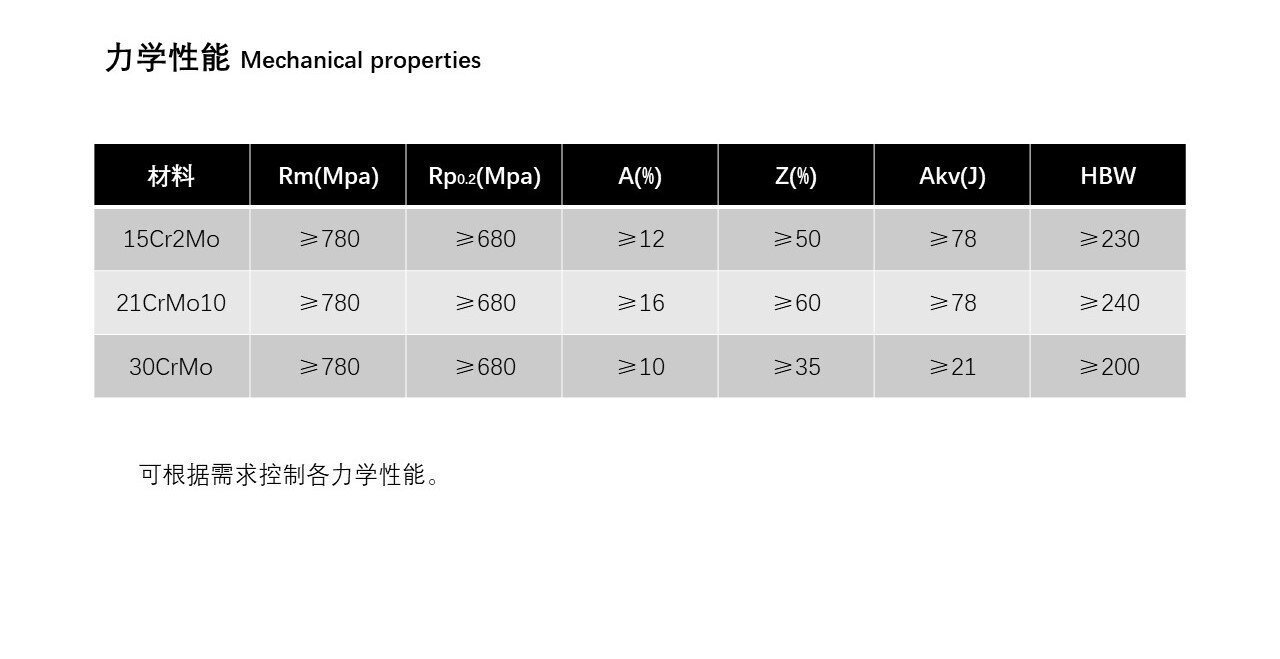 力学性能 Mechanical properties
材料 Rm(Mpa) Rp0.2(Mpa) A(%) Z(%) Akv(J) HBW
15Cr2Mo ≥780 ≥680 ≥12 ≥50 ≥78 ≥230
21CrMo10 ≥780 ≥680 ≥16 ≥60 ≥78 ≥240
30CrMo ≥780 ≥680 ≥10 ≥35 ≥21 ≥200
可根据需求控制各力学性能。